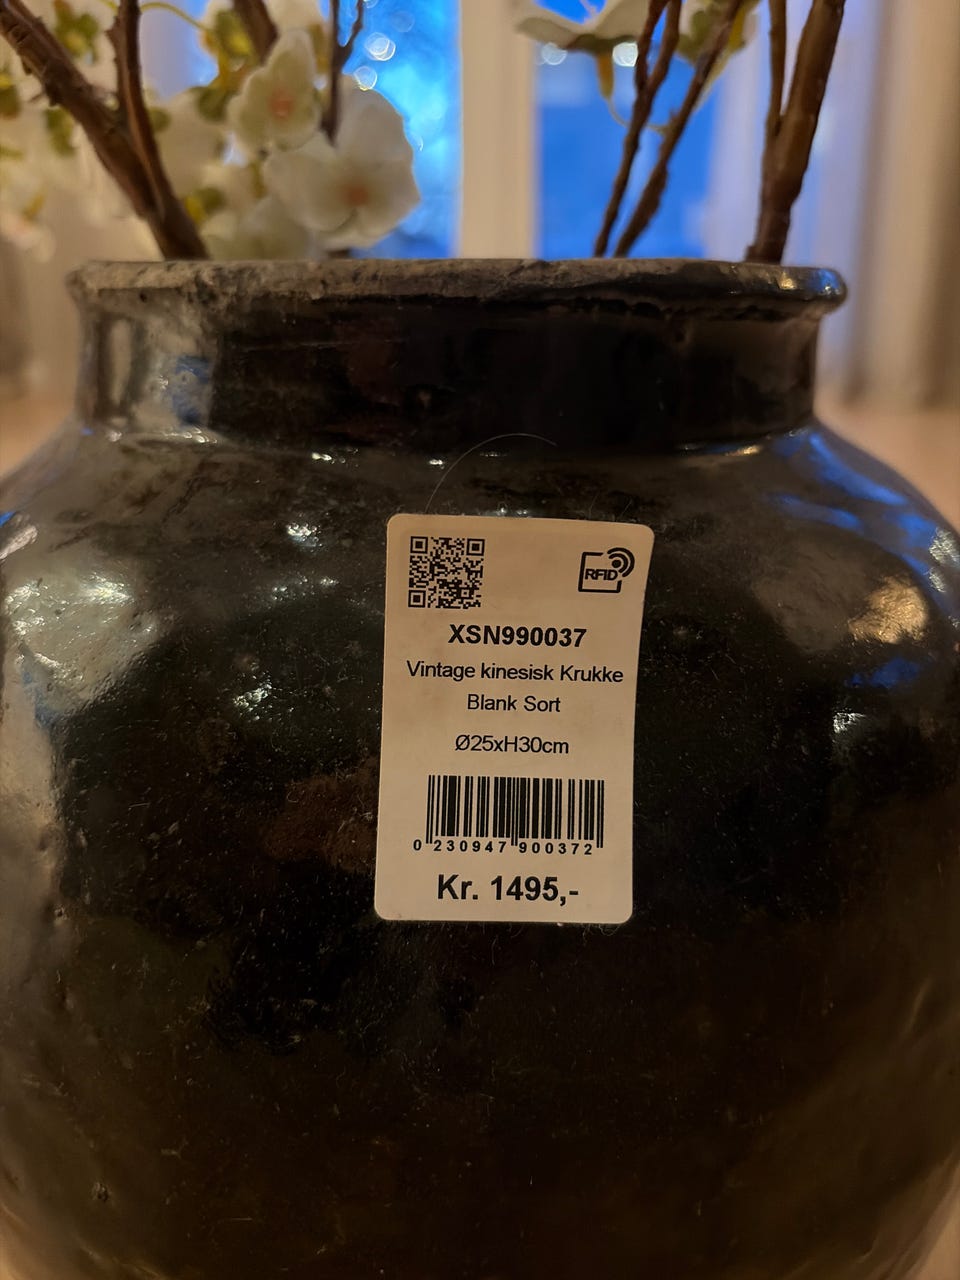 RFID
XSN990037
Vintage kinesisk Krukke
Blank Sort
Ø25xH30cm
0 230947 900372
Kr. 1495,-